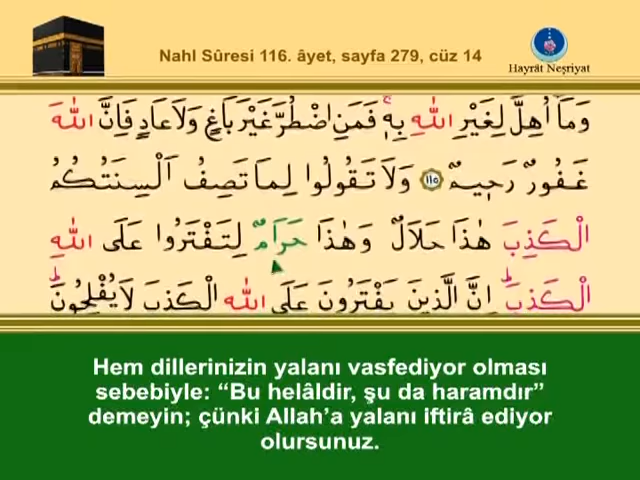 Nahl Sûresi 116. âyet, sayfa 279, cüz 14
Hayrât Neşriyat
وَمَٓا اُهِلَّ لِغَيْرِ اللّٰهِ بِهٖۚ فَمَنِ اضْطُرَّ غَيْرَ بَاغٍ وَلَا عَادٍ فَاِنَّ اللّٰهَ
غَفُورٌ رَحٖيمٌ ﴿١١٥﴾ وَلَا تَقُولُوا لِمَا تَصِفُ اَلْسِنَتُكُمُ
الْكَذِبَ هٰذَا حَلَالٌ وَهٰذَا حَرَامٌ لِتَفْتَرُوا عَلَى اللّٰهِ
الْكَذِبَۜ اِنَّ الَّذٖينَ يَفْتَرُونَ عَلَى اللّٰهِ الْكَذِبَ لَا يُفْلِحُونَۜ
Hem dillerinizin yalanı vasfediyor olması
sebebiyle: “Bu helâldir, şu da haramdır”
demeyin; çünki Allah’a yalanı iftirâ ediyor
olursunuz.